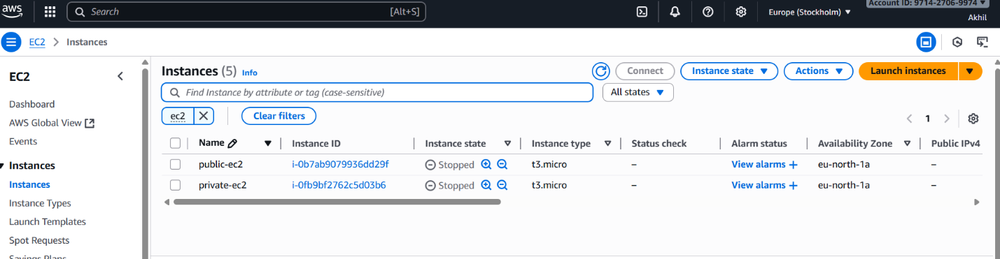 aws
Search [Alt+S]
Europe (Stockholm)
Account ID: 9714-2706-9974
Akhil
EC2 > Instances
EC2
Dashboard
AWS Global View
Events
Instances
Instances
Instance Types
Launch Templates
Spot Requests
Savings Plans
Instances (5) Info
Connect
Instance state
Actions
Launch instances
Find Instance by attribute or tag (case-sensitive)
All states
ec2
Clear filters
1
Name Instance ID Instance state Instance type Status check Alarm status Availability Zone Public IPv4
public-ec2 i-0b7ab9079936dd29f Stopped t3.micro – View alarms + eu-north-1a –
private-ec2 i-0fb9bf2762c5d03b6 Stopped t3.micro – View alarms + eu-north-1a –